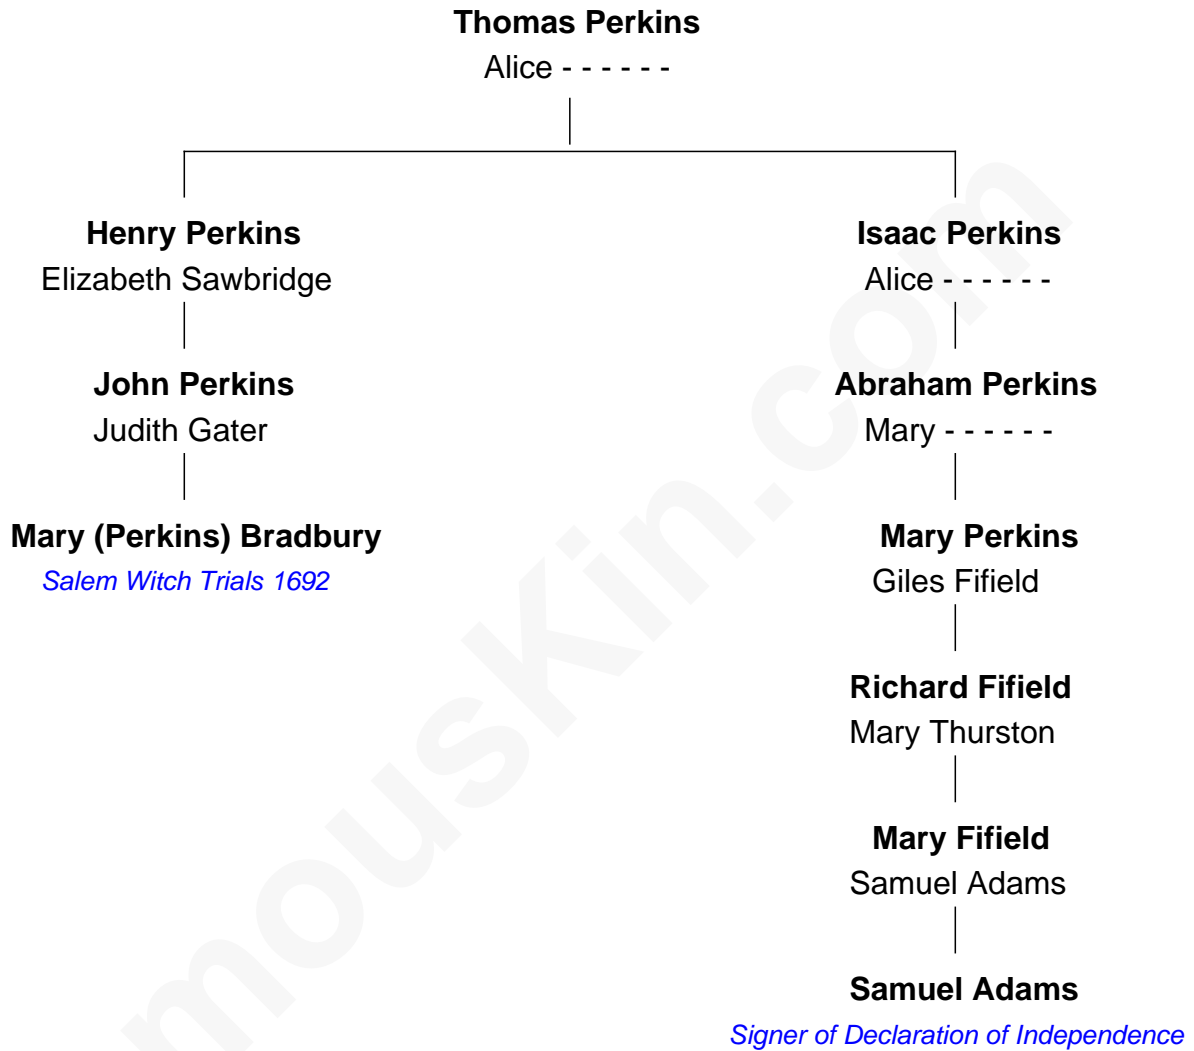 Thomas Perkins
Alice - - - - - -
Henry Perkins
Elizabeth Sawbridge
John Perkins
Judith Gater
Mary (Perkins) Bradbury
Salem Witch Trials 1692
Isaac Perkins
Alice - - - - - -
Abraham Perkins
Mary - - - - - -
Mary Perkins
Giles Fifield
Richard Fifield
Mary Thurston
Mary Fifield
Samuel Adams
Samuel Adams
Signer of Declaration of Independence
mouskin.com